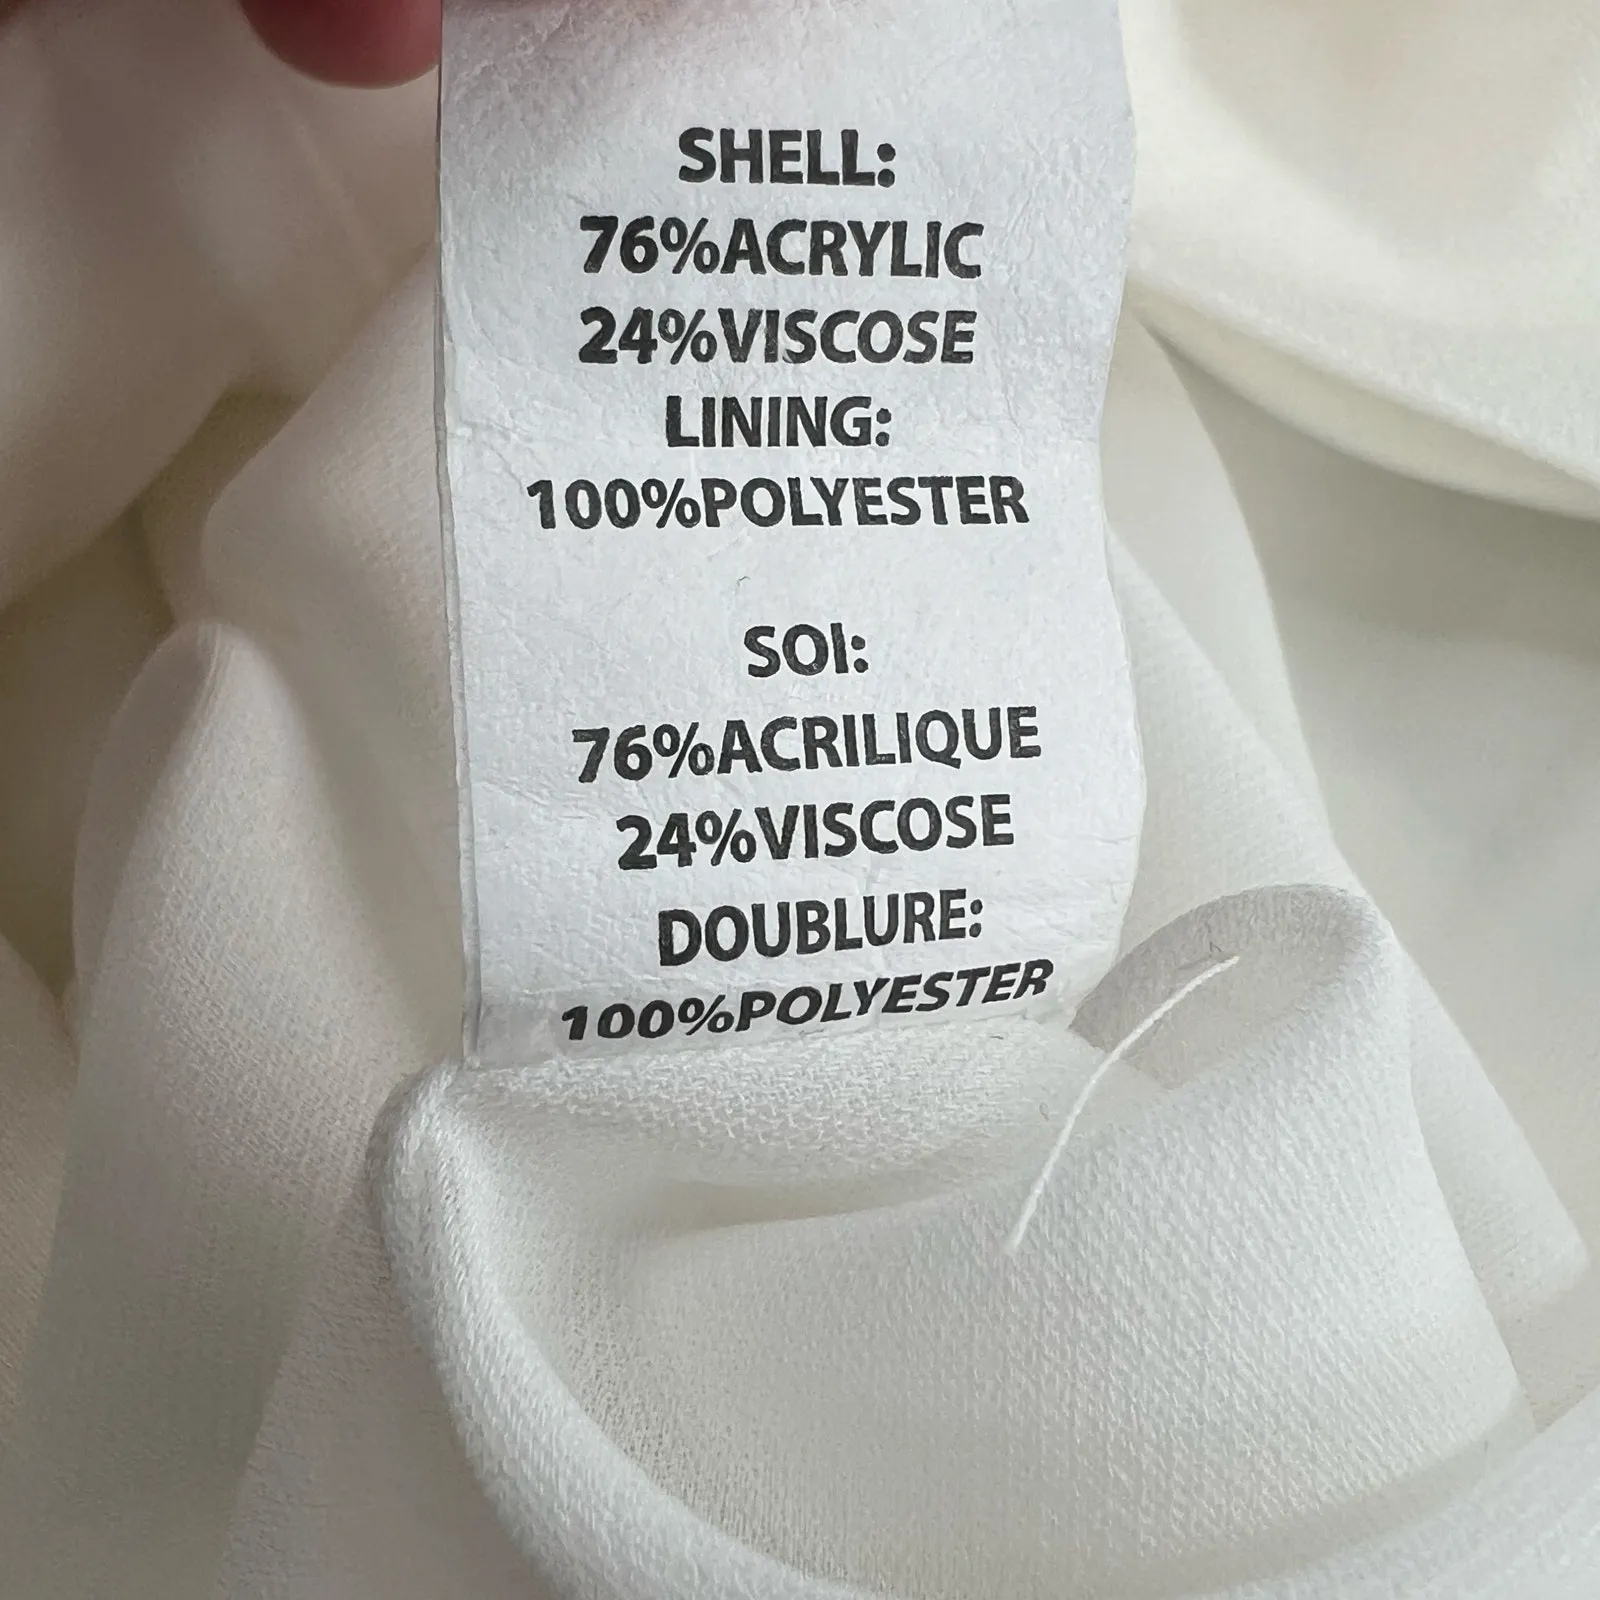 SHELL:
76%ACRYLIC
24%VISCOSE
LINING:
100%POLYESTER
SOI:
76%ACRILIQUE
24%VISCOSE
DOUBLURE:
100%POLYESTER